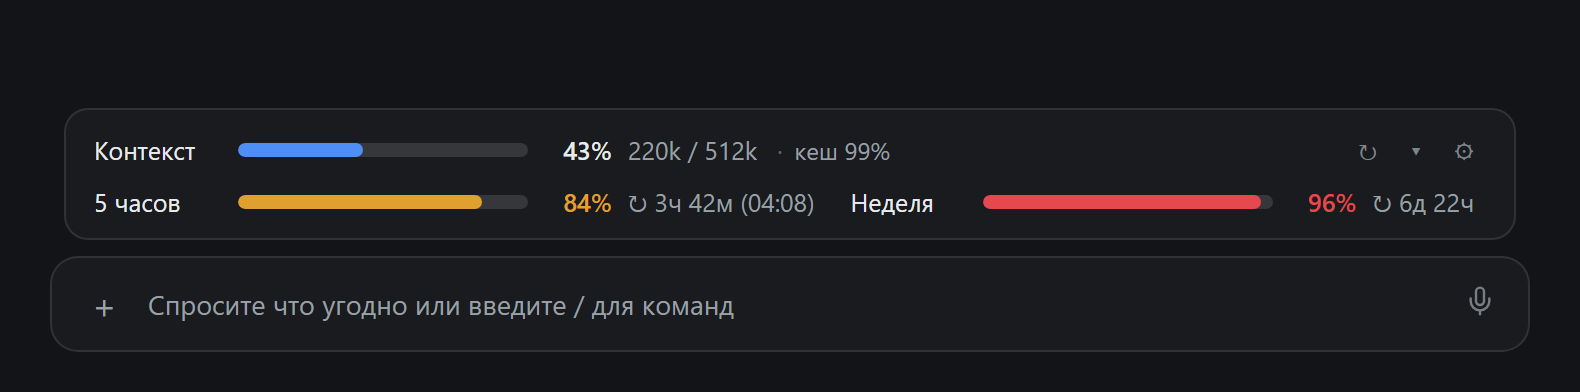 Контекст 43% 220k / 512k · кеш 99%
5 часов 84% ↻ 3ч 42м (04:08) Неделя 96% ↻ 6д 22ч
+ Спросите что угодно или введите / для команд